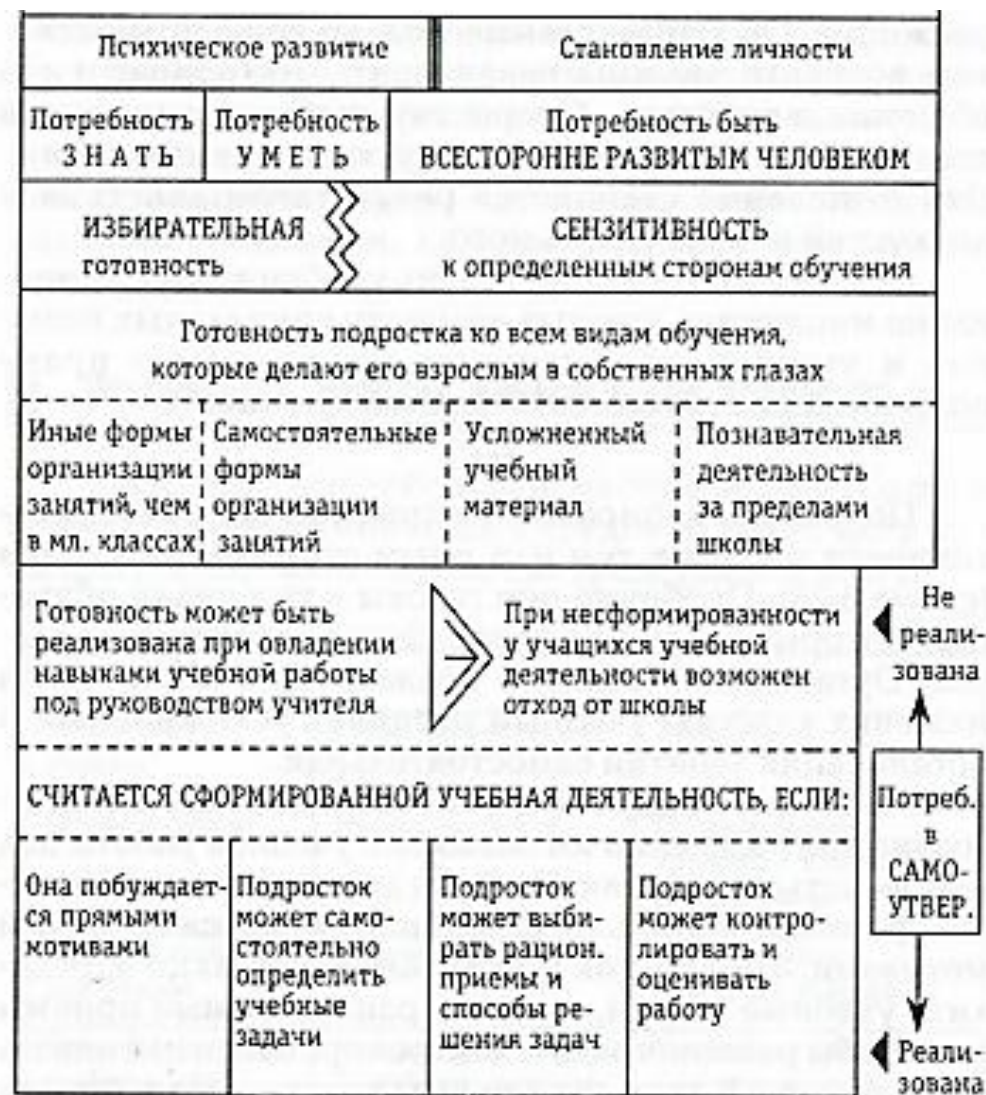 Психическое развитие
Становление личности
Потребность
З Н А Т Ь
Потребность
У М Е Т Ь
Потребность быть
ВСЕСТОРОННЕ РАЗВИТЫМ ЧЕЛОВЕКОМ
ИЗБИРАТЕЛЬНАЯ
готовность
СЕНЗИТИВНОСТЬ
к определенным сторонам обучения
Готовность подростка ко всем видам обучения,
которые делают его взрослым в собственных глазах
Иные формы
организации
занятий, чем
в мл. классах
Самостоятельные
формы
организации
занятий
Усложненный
учебный
материал
Познавательная
деятельность
за пределами
школы
Готовность может быть
реализована при овладении
навыками учебной работы
под руководством учителя
При несформированности
у учащихся учебной
деятельности возможен
отход от школы
Не
реали-
зована
СЧИТАЕТСЯ СФОРМИРОВАННОЙ УЧЕБНАЯ ДЕЯТЕЛЬНОСТЬ, ЕСЛИ:
Потреб.
в
САМО-
УТВЕР.
Она побуждает-
ся прямыми
мотивами
Подросток
может само-
стоятельно
определить
учебные
задачи
Подросток
может выби-
рать рацион.
приемы и
способы ре-
шения задач
Подросток
может контро-
лировать и
оценивать
работу
Реали-
зована